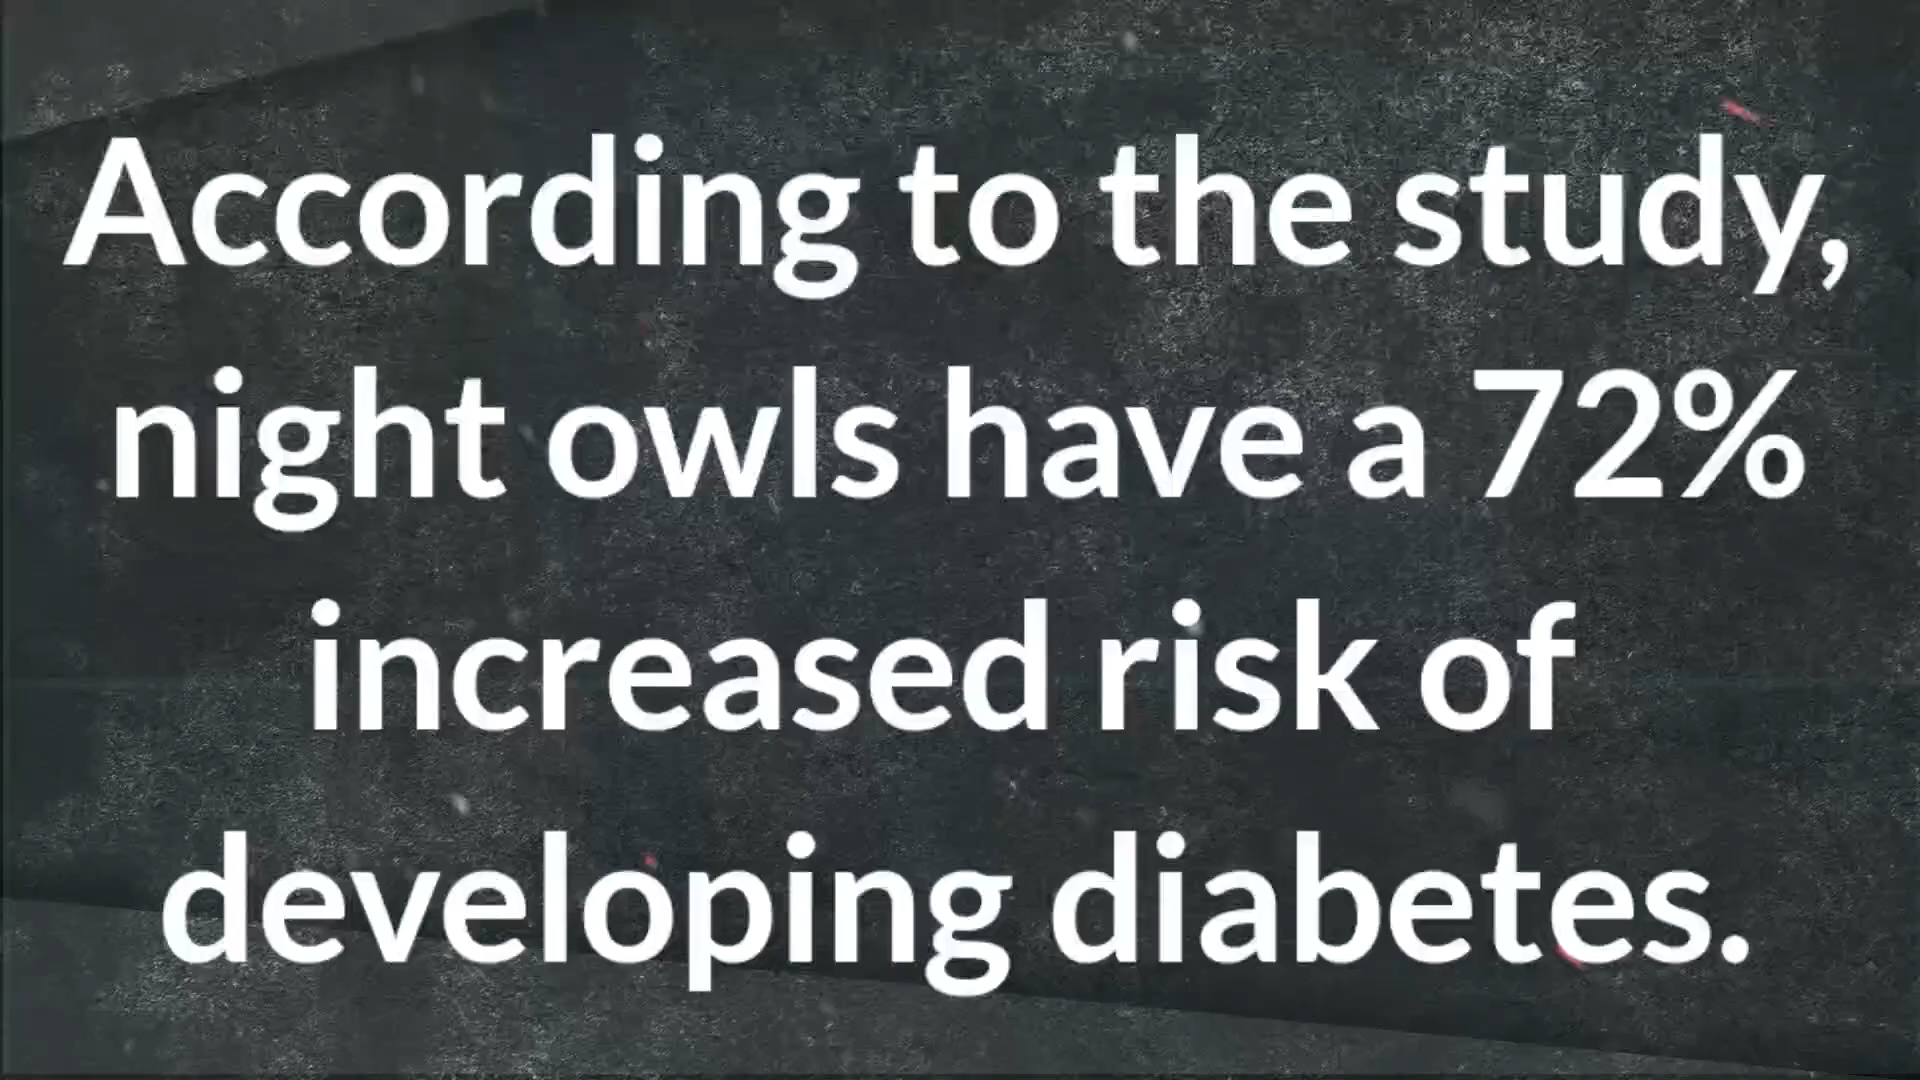 According to the study,
night owls have a 72%
increased risk of
developing diabetes.